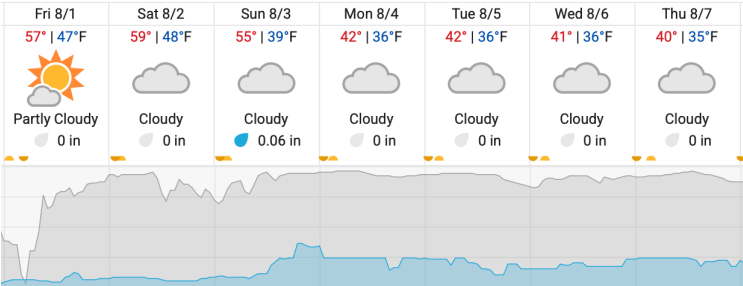 Fri 8/1 Sat 8/2 Sun 8/3 Mon 8/4 Tue 8/5 Wed 8/6 Thu 8/7
57° | 47°F 59° | 48°F 55° | 39°F 42° | 36°F 42° | 36°F 41° | 36°F 40° | 35°F
Partly Cloudy Cloudy Cloudy Cloudy Cloudy Cloudy Cloudy
0 in 0 in 0.06 in 0 in 0 in 0 in 0 in